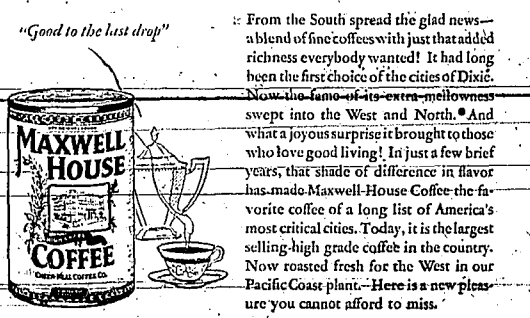 "Good to the last drop"
MAXWELL
HOUSE
COFFEE
CHEEK-NEAL COFFEE CO.
From the South spread the glad news—
a blend of fine coffees with just that added
richness everybody wanted! It had long
been the first choice of the cities of Dixie.
Now the fame of its extra mellowness
swept into the West and North. And
what a joyous surprise it brought to those
who love good living! In just a few brief
years, that shade of difference in flavor
has made Maxwell House Coffee the fa-
vorite coffee of a long list of America's
most critical cities. Today, it is the largest
selling high grade coffee in the country.
Now roasted fresh for the West in our
Pacific Coast plant. Here is a new pleas-
ure you cannot afford to miss.